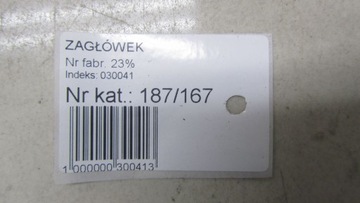 ZAGŁÓWEK
Nr fabr. 23%
Indeks: 030041
Nr kat.: 187/167
1 000000 300413